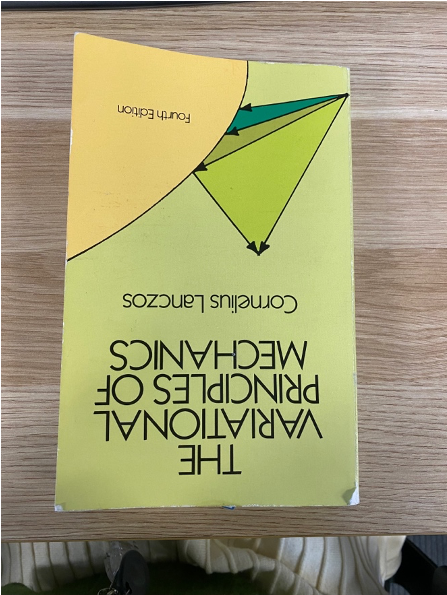 THE
VARIATIONAL
PRINCIPLES OF
MECHANICS
Cornelius Lanczos
Fourth Edition